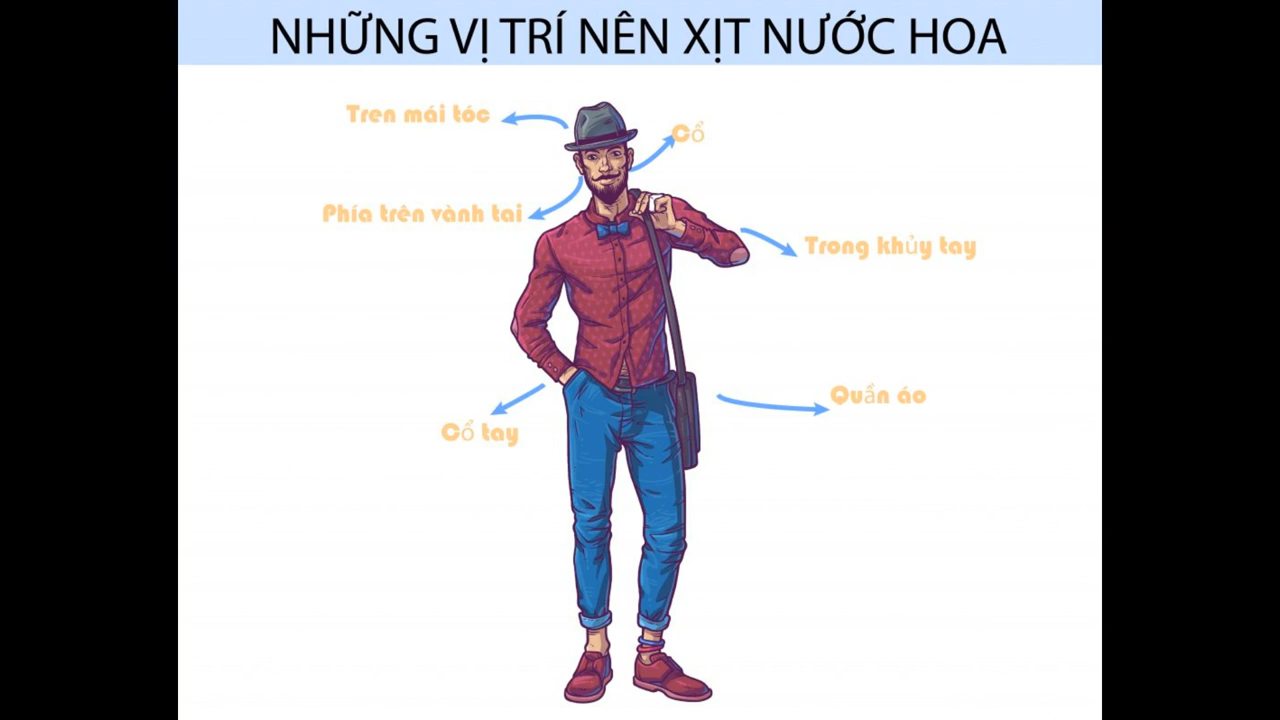 NHỮNG VỊ TRÍ NÊN XỊT NƯỚC HOA
Tren mái tóc
Cổ
Phía trên vành tai
Trong khủy tay
Quần áo
Cổ tay